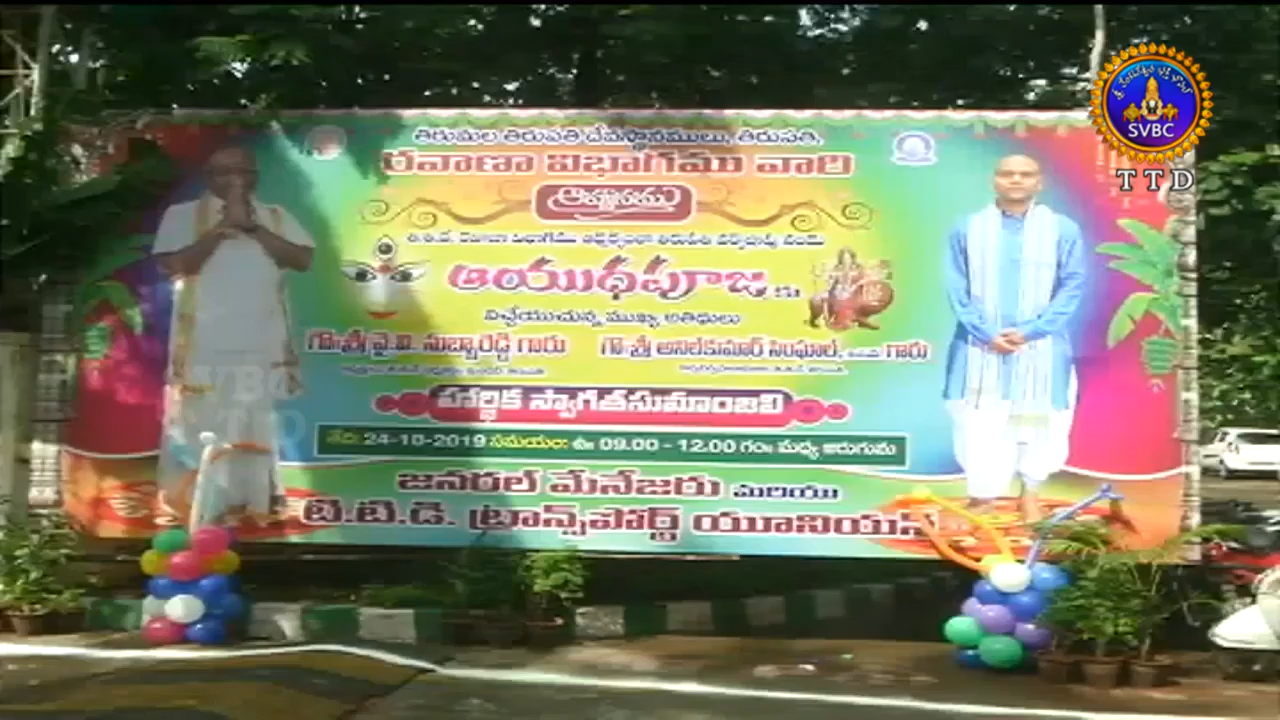 తిరుమల తిరుపతి దేవస్థానములు, తిరుపతి.
రవాణా విభాగము వారి
ఆహ్వానము
ఆయుధపూజ కు
విచ్చేయుచున్న ముఖ్య అతిథులు
గౌ॥శ్రీ వై.వి. సుబ్బారెడ్డి గారు గౌ॥శ్రీ అనిల్‌కుమార్ సింఘాల్, గారు
హార్థిక స్వాగతసుమాంజలి
తేది: 24-10-2019 సమయం: ఉ॥ 09.00 - 12.00 గం॥ మధ్య జరుగును
జనరల్ మేనేజరు మరియు
టి.టి.డి. ట్రాన్స్‌పోర్ట్ యూనియన్
SVBC
TTD